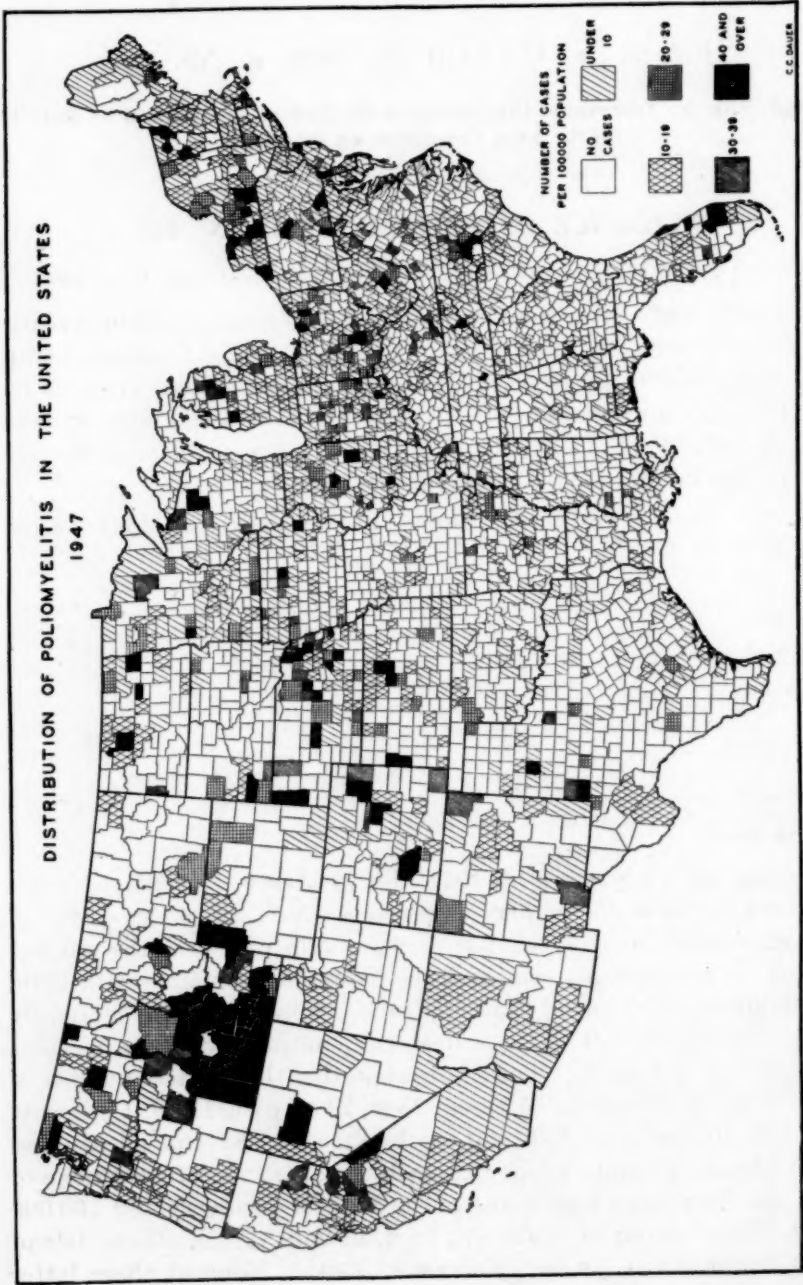 DISTRIBUTION OF POLIOMYELITIS IN THE UNITED STATES
1947
NUMBER OF CASES
PER 100000 POPULATION
NO CASES
UNDER 10
10-19
20-29
30-39
40 AND OVER
C.C. DAUER